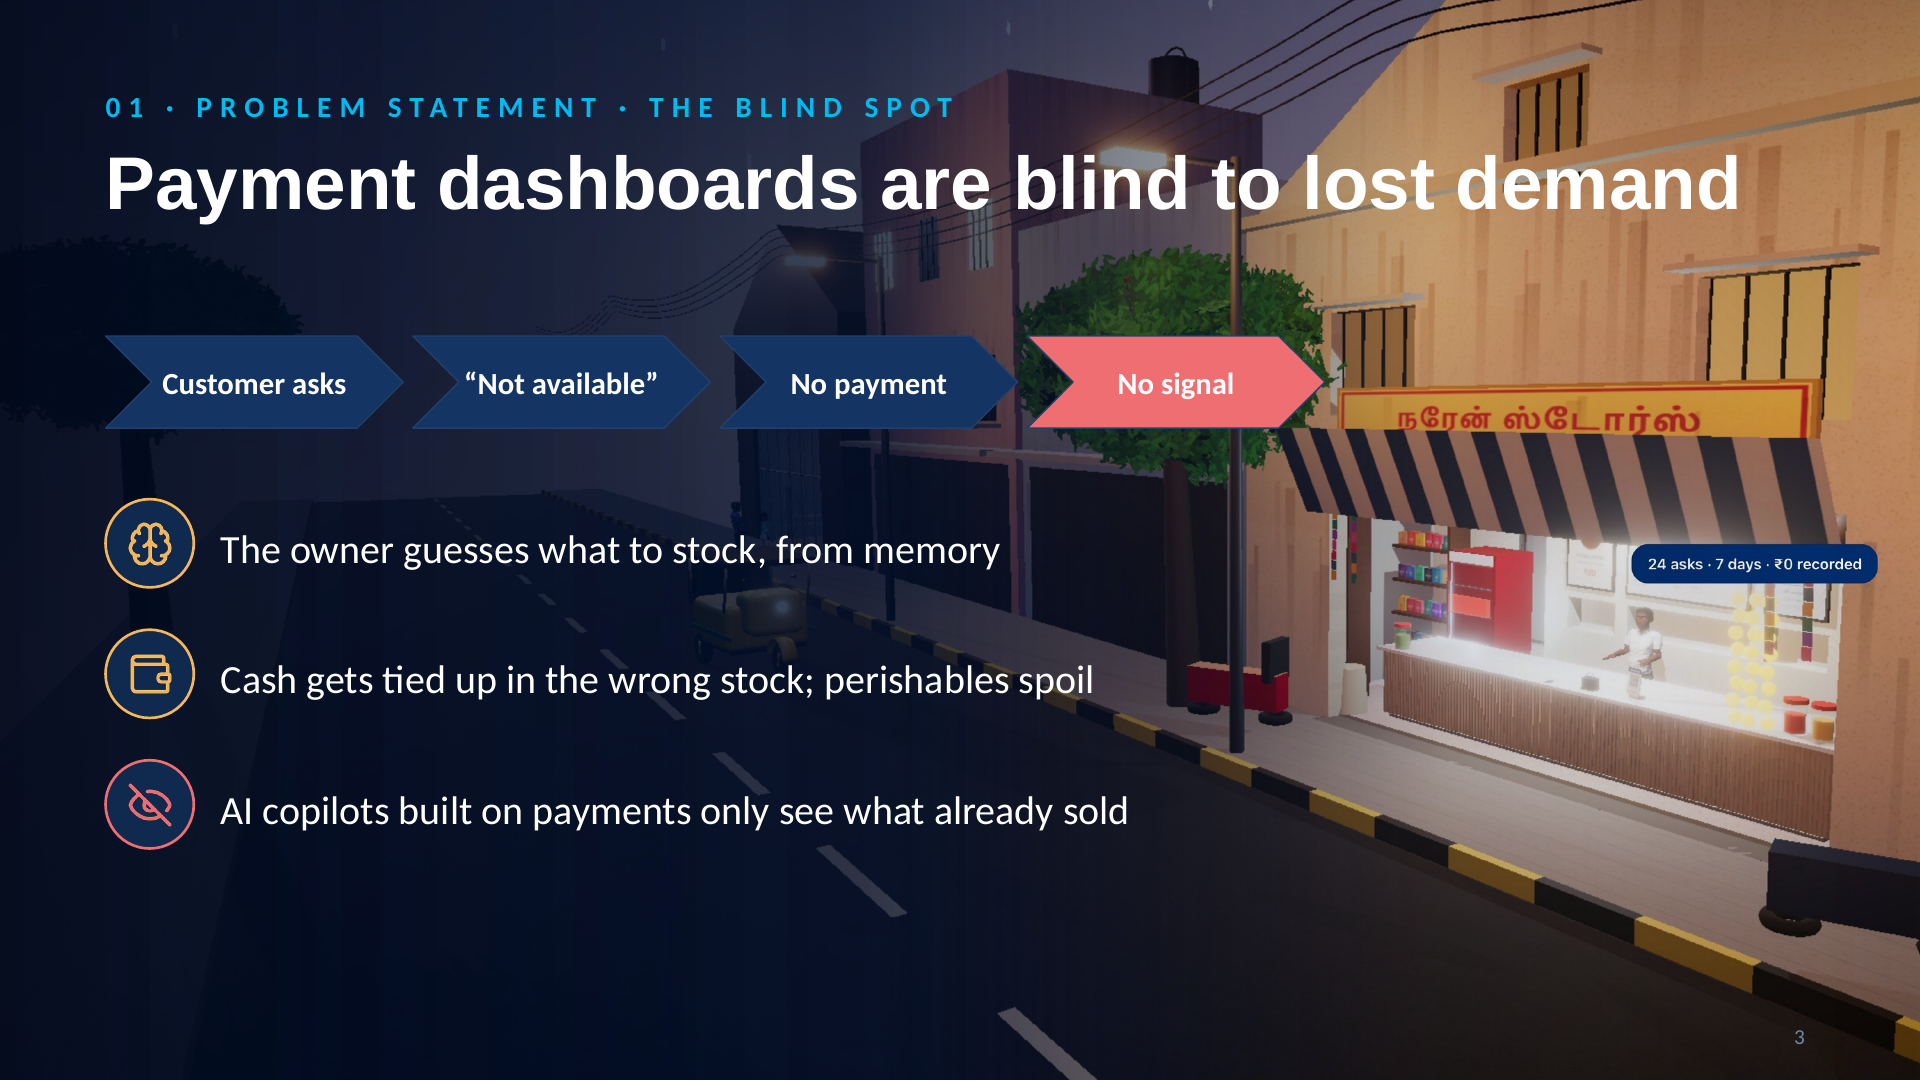 01 · PROBLEM STATEMENT · THE BLIND SPOT
Payment dashboards are blind to lost demand
Customer asks
“Not available”
No payment
No signal
நரேன் ஸ்டோர்ஸ்
The owner guesses what to stock, from memory
24 asks · 7 days · ₹0 recorded
Cash gets tied up in the wrong stock; perishables spoil
AI copilots built on payments only see what already sold
3